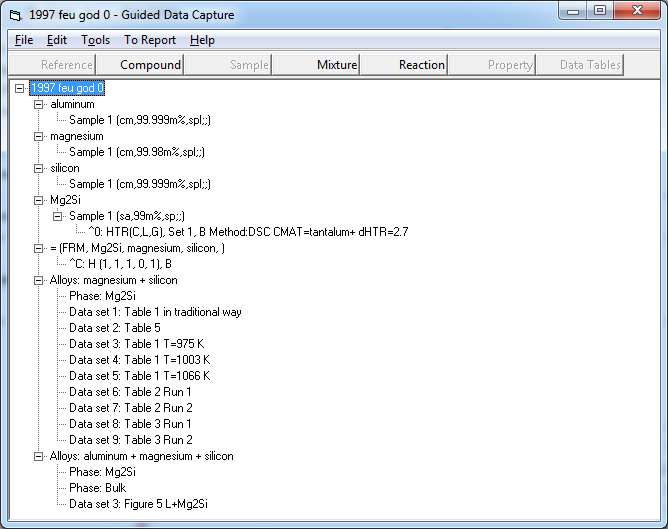 1997 feu god 0 - Guided Data Capture
File Edit Tools To Report Help
Reference Compound Sample Mixture Reaction Property Data Tables
1997 feu god 0
aluminum
Sample 1 (cm,99.999m%,spl;;)
magnesium
Sample 1 (cm,99.98m%,spl;;)
silicon
Sample 1 (cm,99.999m%,spl;;)
Mg2Si
Sample 1 (sa,99m%,sp;;)
^0: HTR(C,L,G), Set 1, B Method:DSC CMAT=tantalum+ dHTR=2.7
= (FRM, Mg2Si, magnesium, silicon, )
^C: H (1, 1, 1, 0, 1), B
Alloys: magnesium + silicon
Phase: Mg2Si
Data set 1: Table 1 in traditional way
Data set 2: Table 5
Data set 3: Table 1 T=975 K
Data set 4: Table 1 T=1003 K
Data set 5: Table 1 T=1066 K
Data set 6: Table 2 Run 1
Data set 7: Table 2 Run 2
Data set 8: Table 3 Run 1
Data set 9: Table 3 Run 2
Alloys: aluminum + magnesium + silicon
Phase: Mg2Si
Phase: Bulk
Data set 3: Figure 5 L+Mg2Si